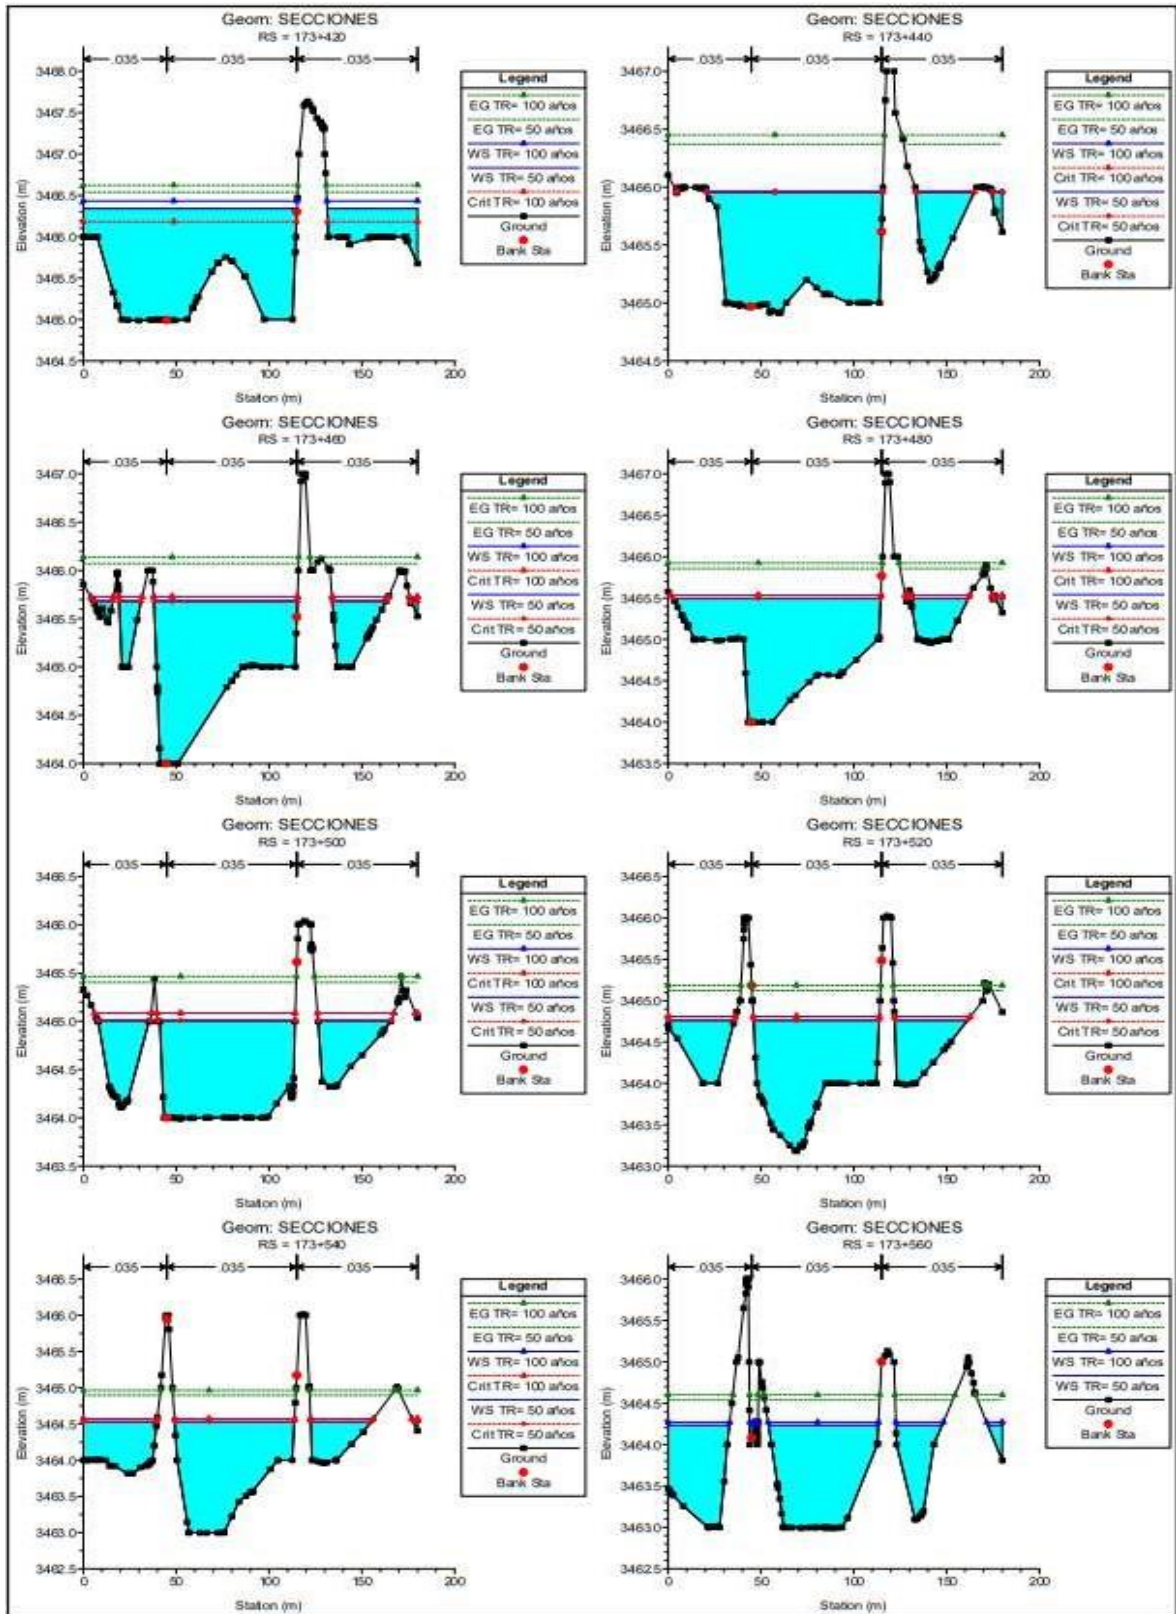 Geom: SECCIONES
RS = 173+420
.035 .035 .035
3468.0
3467.5
3467.0
3466.5
3466.0
3465.5
3465.0
3464.5
Elevation (m)
0 50 100 150 200
Station (m)
Legend
EG TR= 100 años
EG TR= 50 años
WS TR= 100 años
WS TR= 50 años
Crit TR= 100 años
Ground
Bank Sta
Geom: SECCIONES
RS = 173+440
.035 .035 .035
3467.0
3466.5
3466.0
3465.5
3465.0
3464.5
Elevation (m)
0 50 100 150 200
Station (m)
Legend
EG TR= 100 años
EG TR= 50 años
WS TR= 100 años
Crit TR= 100 años
WS TR= 50 años
Crit TR= 50 años
Ground
Bank Sta
Geom: SECCIONES
RS = 173+460
.035 .035 .035
3467.0
3466.5
3466.0
3465.5
3465.0
3464.5
3464.0
Elevation (m)
0 50 100 150 200
Station (m)
Legend
EG TR= 100 años
EG TR= 50 años
WS TR= 100 años
Crit TR= 100 años
WS TR= 50 años
Crit TR= 50 años
Ground
Bank Sta
Geom: SECCIONES
RS = 173+480
.035 .035 .035
3467.0
3466.5
3466.0
3465.5
3465.0
3464.5
3464.0
3463.5
Elevation (m)
0 50 100 150 200
Station (m)
Legend
EG TR= 100 años
EG TR= 50 años
WS TR= 100 años
Crit TR= 100 años
WS TR= 50 años
Crit TR= 50 años
Ground
Bank Sta
Geom: SECCIONES
RS = 173+500
.035 .035 .035
3466.5
3466.0
3465.5
3465.0
3464.5
3464.0
3463.5
Elevation (m)
0 50 100 150 200
Station (m)
Legend
EG TR= 100 años
EG TR= 50 años
WS TR= 100 años
Crit TR= 100 años
WS TR= 50 años
Crit TR= 50 años
Ground
Bank Sta
Geom: SECCIONES
RS = 173+520
.035 .035 .035
3466.5
3466.0
3465.5
3465.0
3464.5
3464.0
3463.5
3463.0
Elevation (m)
0 50 100 150 200
Station (m)
Legend
EG TR= 100 años
EG TR= 50 años
WS TR= 100 años
Crit TR= 100 años
WS TR= 50 años
Crit TR= 50 años
Ground
Bank Sta
Geom: SECCIONES
RS = 173+540
.035 .035 .035
3466.5
3466.0
3465.5
3465.0
3464.5
3464.0
3463.5
3463.0
3462.5
Elevation (m)
0 50 100 150 200
Station (m)
Legend
EG TR= 100 años
EG TR= 50 años
WS TR= 100 años
Crit TR= 100 años
WS TR= 50 años
Crit TR= 50 años
Ground
Bank Sta
Geom: SECCIONES
RS = 173+560
.035 .035 .035
3466.0
3465.5
3465.0
3464.5
3464.0
3463.5
3463.0
3462.5
Elevation (m)
0 50 100 150 200
Station (m)
Legend
EG TR= 100 años
EG TR= 50 años
WS TR= 100 años
WS TR= 50 años
Ground
Bank Sta